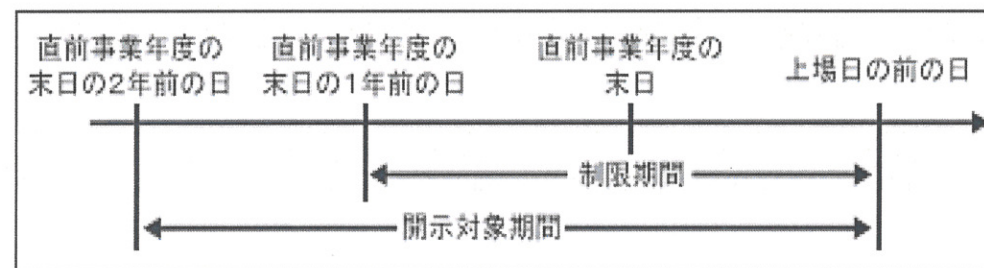 直前事業年度の
末日の2年前の日
直前事業年度の
末日の1年前の日
直前事業年度の
末日
上場日の前の日
制限期間
開示対象期間